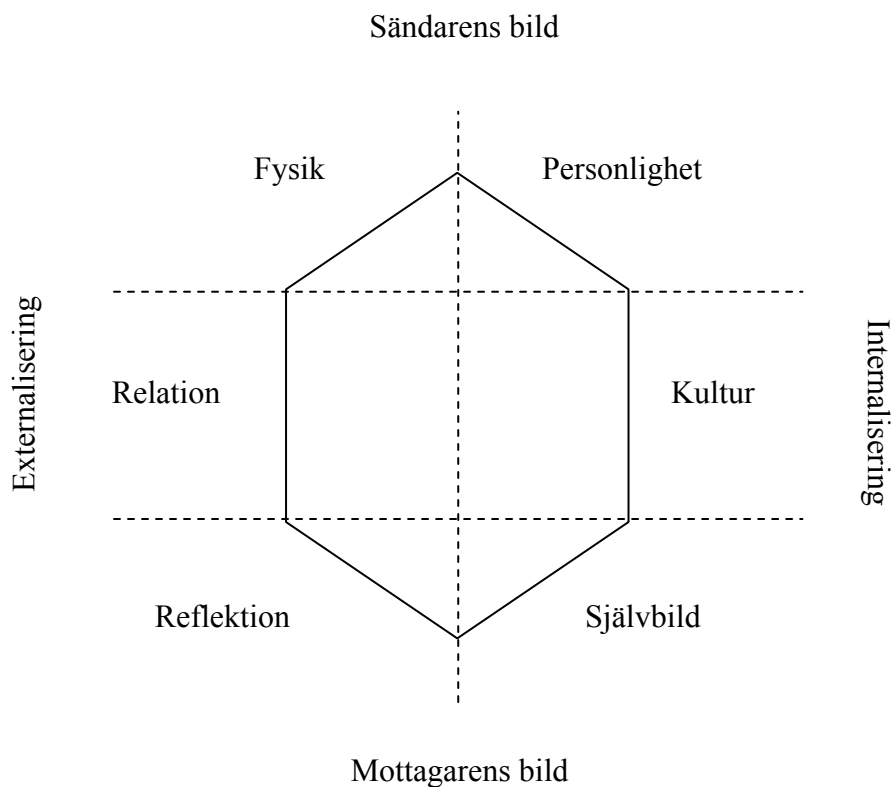 Sändarens bild
Fysik
Personlighet
Externalisering
Internalisering
Relation
Kultur
Reflektion
Självbild
Mottagarens bild